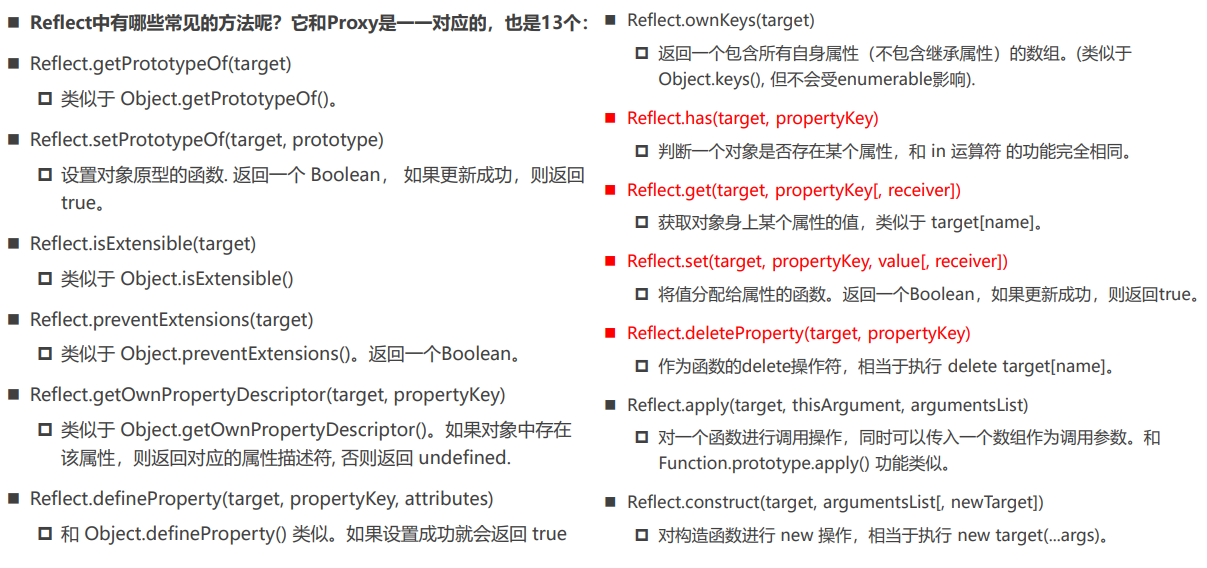 Reflect中有哪些常见的方法呢？它和Proxy是一一对应的，也是13个：
Reflect.getPrototypeOf(target)
类似于 Object.getPrototypeOf()。
Reflect.setPrototypeOf(target, prototype)
设置对象原型的函数. 返回一个 Boolean， 如果更新成功，则返回
true。
Reflect.isExtensible(target)
类似于 Object.isExtensible()
Reflect.preventExtensions(target)
类似于 Object.preventExtensions()。返回一个Boolean。
Reflect.getOwnPropertyDescriptor(target, propertyKey)
类似于 Object.getOwnPropertyDescriptor()。如果对象中存在
该属性，则返回对应的属性描述符, 否则返回 undefined.
Reflect.defineProperty(target, propertyKey, attributes)
和 Object.defineProperty() 类似。如果设置成功就会返回 true
Reflect.ownKeys(target)
返回一个包含所有自身属性（不包含继承属性）的数组。(类似于
Object.keys(), 但不会受enumerable影响).
Reflect.has(target, propertyKey)
判断一个对象是否存在某个属性，和 in 运算符 的功能完全相同。
Reflect.get(target, propertyKey[, receiver])
获取对象身上某个属性的值，类似于 target[name]。
Reflect.set(target, propertyKey, value[, receiver])
将值分配给属性的函数。返回一个Boolean，如果更新成功，则返回true。
Reflect.deleteProperty(target, propertyKey)
作为函数的delete操作符，相当于执行 delete target[name]。
Reflect.apply(target, thisArgument, argumentsList)
对一个函数进行调用操作，同时可以传入一个数组作为调用参数。和
Function.prototype.apply() 功能类似。
Reflect.construct(target, argumentsList[, newTarget])
对构造函数进行 new 操作，相当于执行 new target(...args)。